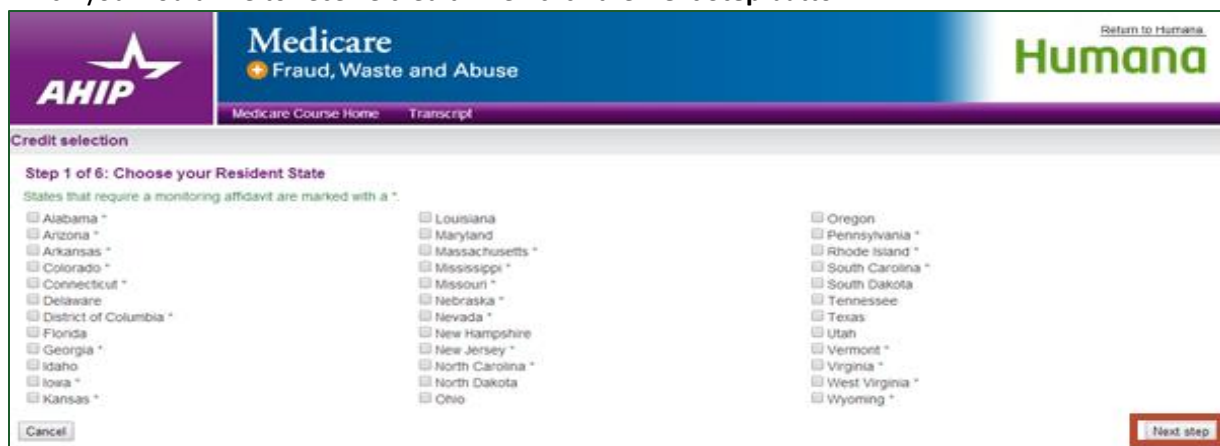 AHIP
Medicare
Fraud, Waste and Abuse
Return to Humana
Humana
Medicare Course Home Transcript
Credit selection
Step 1 of 6: Choose your Resident State
States that require a monitoring affidavit are marked with a *.
Alabama *
Arizona *
Arkansas *
Colorado *
Connecticut *
Delaware
District of Columbia *
Florida
Georgia *
Idaho
Iowa *
Kansas *
Louisiana
Maryland
Massachusetts *
Mississippi *
Missouri *
Nebraska *
Nevada *
New Hampshire
New Jersey *
North Carolina *
North Dakota
Ohio
Oregon
Pennsylvania *
Rhode Island *
South Carolina *
South Dakota
Tennessee
Texas
Utah
Vermont *
Virginia *
West Virginia *
Wyoming *
Cancel
Next step